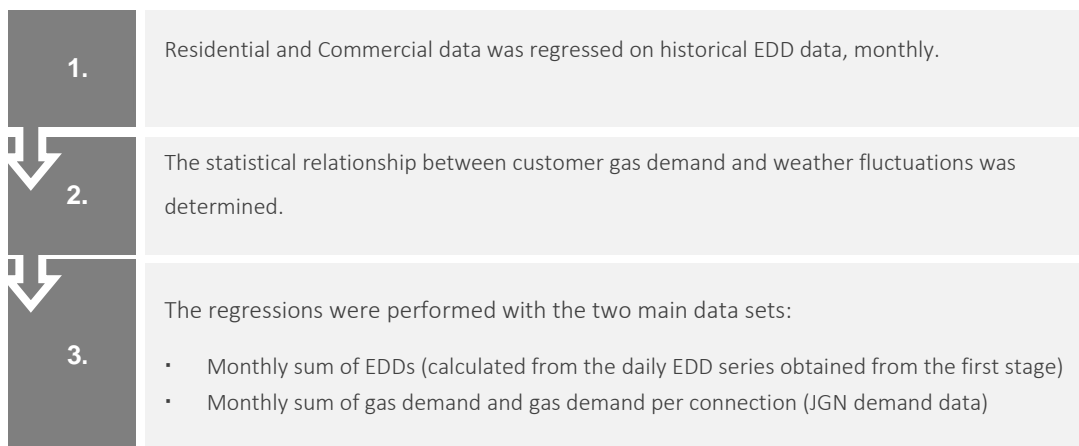 1.
Residential and Commercial data was regressed on historical EDD data, monthly.
2.
The statistical relationship between customer gas demand and weather fluctuations was
determined.
3.
The regressions were performed with the two main data sets:
▪ Monthly sum of EDDs (calculated from the daily EDD series obtained from the first stage)
▪ Monthly sum of gas demand and gas demand per connection (JGN demand data)